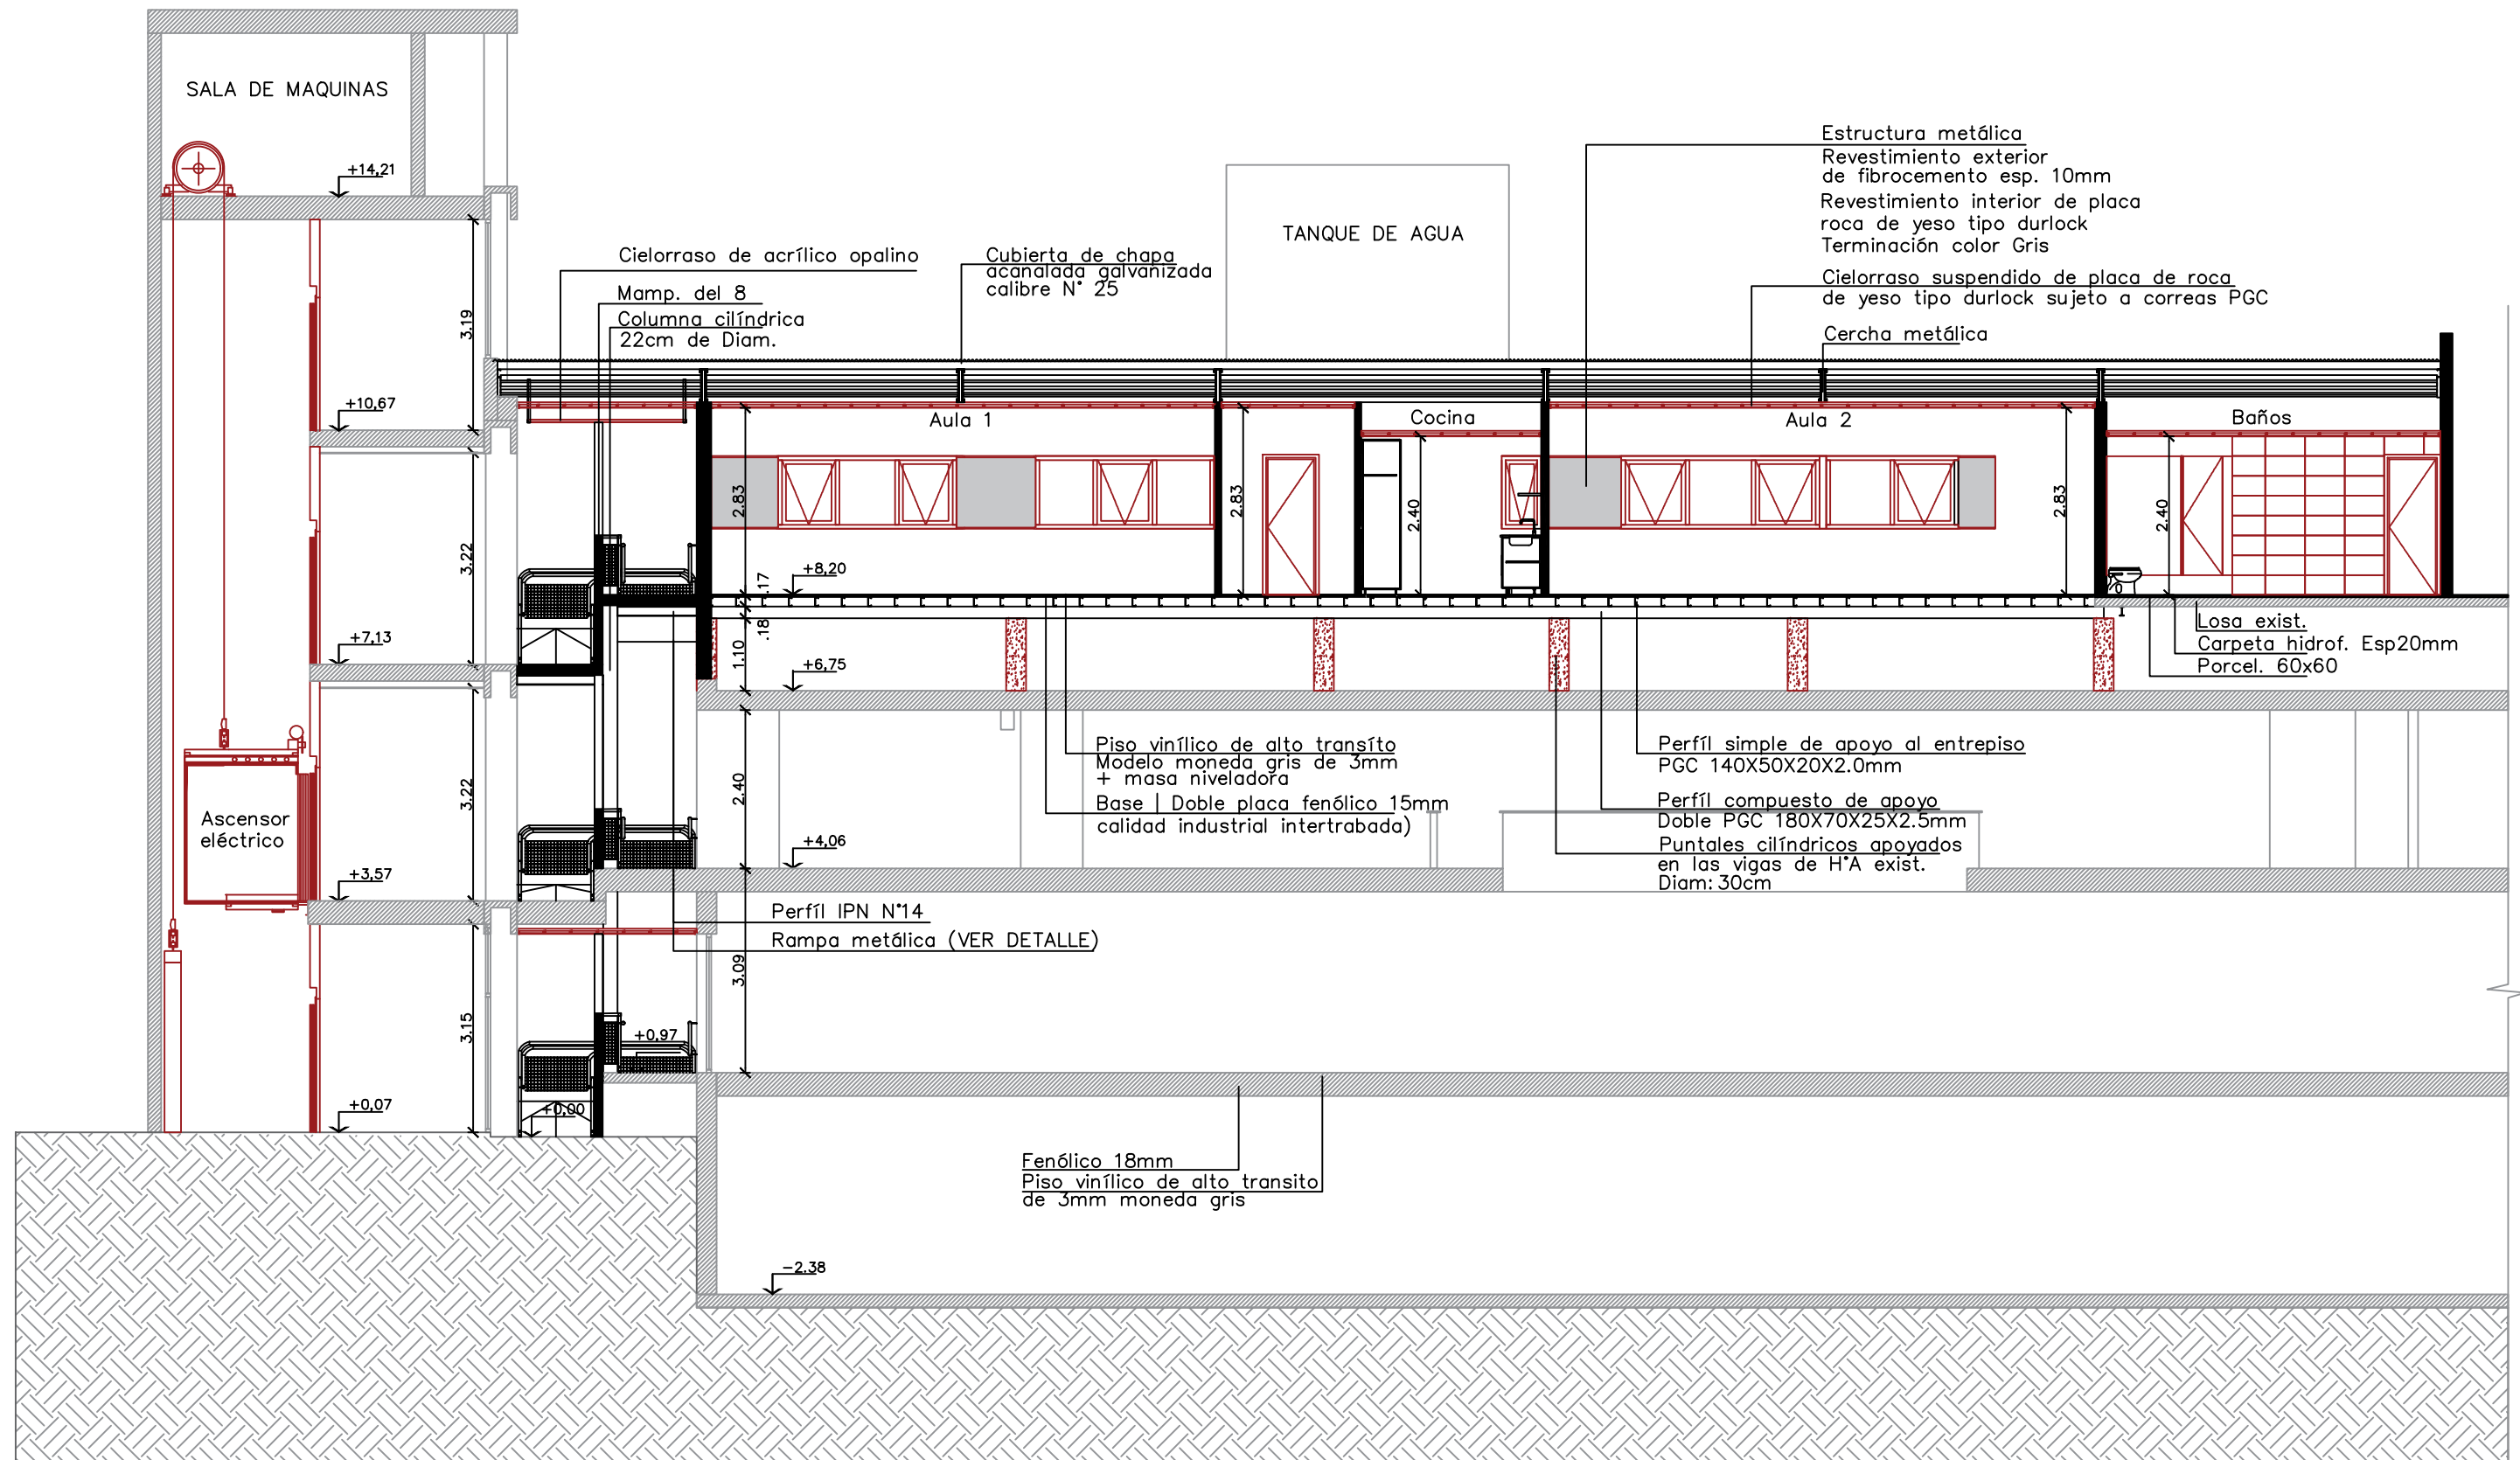 SALA DE MAQUINAS
+14,21
TANQUE DE AGUA
Estructura metálica
Revestimiento exterior
de fibrocemento esp. 10mm
Revestimiento interior de placa
roca de yeso tipo durlock
Terminación color Gris
Cielorraso suspendido de placa de roca
de yeso tipo durlock sujeto a correas PGC
Cercha metálica
Cielorraso de acrílico opalino
Mamp. del 8
Columna cilíndrica
22cm de Diam.
Cubierta de chapa
acanalada galvanizada
calibre N° 25
3.19
+10,67
Aula 1
Cocina
Aula 2
Baños
2.83
2.83
2.40
2.83
2.40
3.22
+8,20
.17
.18
1.10
+7,13
+6,75
Losa exist.
Carpeta hidrof. Esp20mm
Porcel. 60x60
Piso vinílico de alto transíto
Modelo moneda gris de 3mm
+ masa niveladora
Base | Doble placa fenólico 15mm
calidad industrial intertrabada)
Perfíl simple de apoyo al entrepiso
PGC 140X50X20X2.0mm
Perfíl compuesto de apoyo
Doble PGC 180X70X25X2.5mm
Puntales cilíndricos apoyados
en las vigas de H°A exist.
Diam: 30cm
3.22
2.40
Ascensor
eléctrico
+4,06
+3,57
Perfíl IPN N°14
Rampa metálica (VER DETALLE)
3.09
3.15
+0,97
+0,07
+0,00
Fenólico 18mm
Piso vinílico de alto transito
de 3mm moneda gris
-2.38